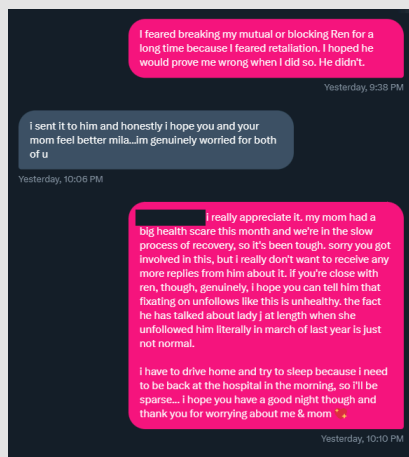 I feared breaking my mutual or blocking Ren for a
long time because I feared retaliation. I hoped he
would prove me wrong when I did so. He didn't.
Yesterday, 9:38 PM
i sent it to him and honestly i hope you and your
mom feel better mila...im genuinely worried for both
of u
Yesterday, 10:06 PM
i really appreciate it. my mom had a
big health scare this month and we're in the slow
process of recovery, so it's been tough. sorry you got
involved in this, but i really don't want to receive any
more replies from him about it. if you're close with
ren, though, genuinely, i hope you can tell him that
fixating on unfollows like this is unhealthy. the fact
he has talked about lady j at length when she
unfollowed him literally in march of last year is just
not normal.
i have to drive home and try to sleep because i need
to be back at the hospital in the morning, so i'll be
sparse... i hope you have a good night though and
thank you for worrying about me & mom ✨
Yesterday, 10:10 PM